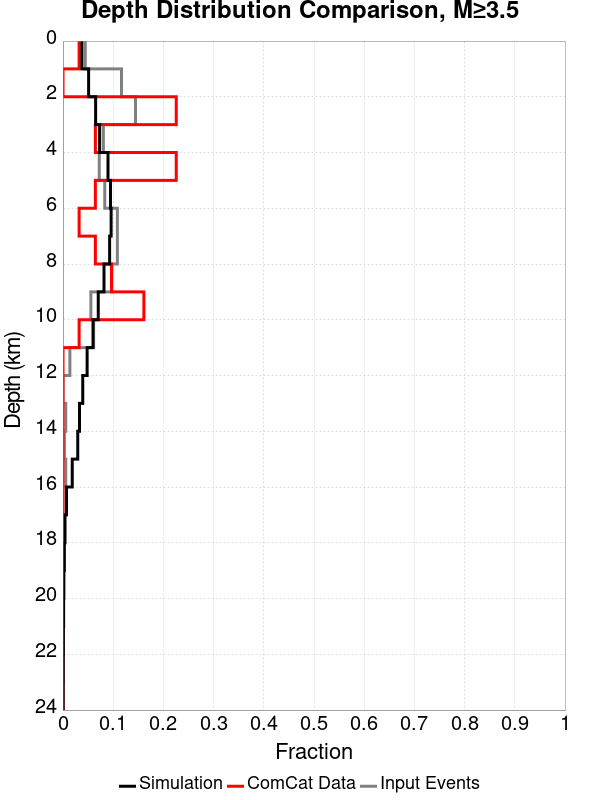 Depth Distribution Comparison, M≥3.5
0
2
4
6
8
10
12
14
16
18
20
22
24
Depth (km)
0 0.1 0.2 0.3 0.4 0.5 0.6 0.7 0.8 0.9 1
Fraction
Simulation ComCat Data Input Events